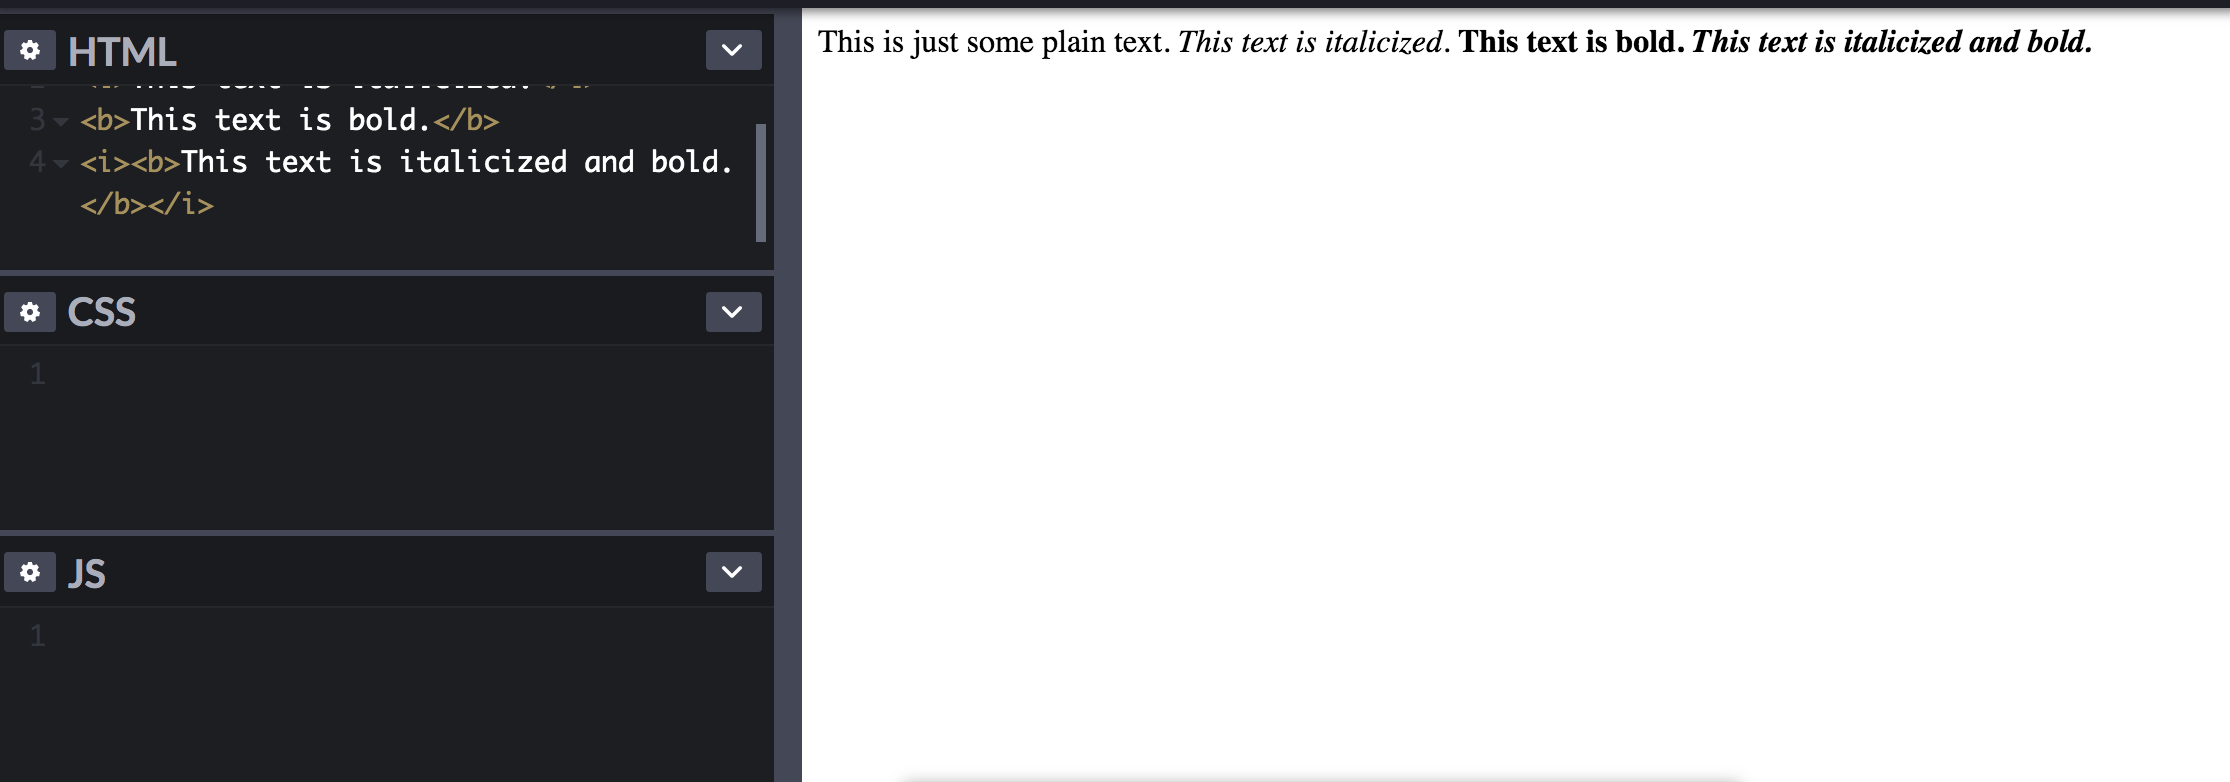 HTML
3 <b>This text is bold.</b>
4 <i><b>This text is italicized and bold.
</b></i>
CSS
1
JS
1
This is just some plain text. This text is italicized. This text is bold. This text is italicized and bold.